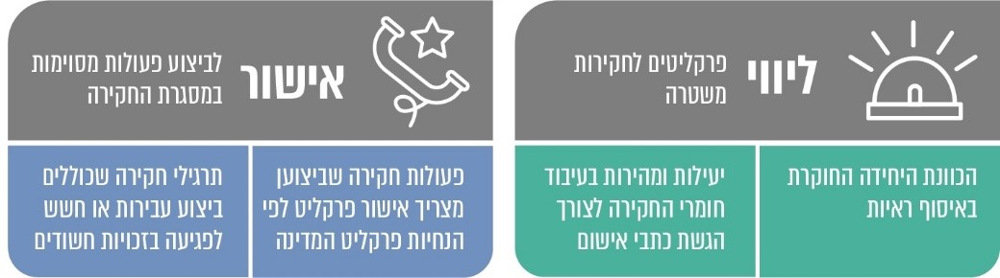 ליווי
פרקליטים לחקירות
משטרה
הכוונת היחידה החוקרת
באיסוף ראיות
יעילות ומהירות בעיבוד
חומרי החקירה לצורך
הגשת כתבי אישום
אישור
לביצוע פעולות מסוימות
במסגרת החקירה
פעולות חקירה שביצוען
מצריך אישור פרקליט לפי
הנחיות פרקליט המדינה
תרגילי חקירה שכוללים
ביצוע עבירות או חשש
לפגיעה בזכויות חשודים